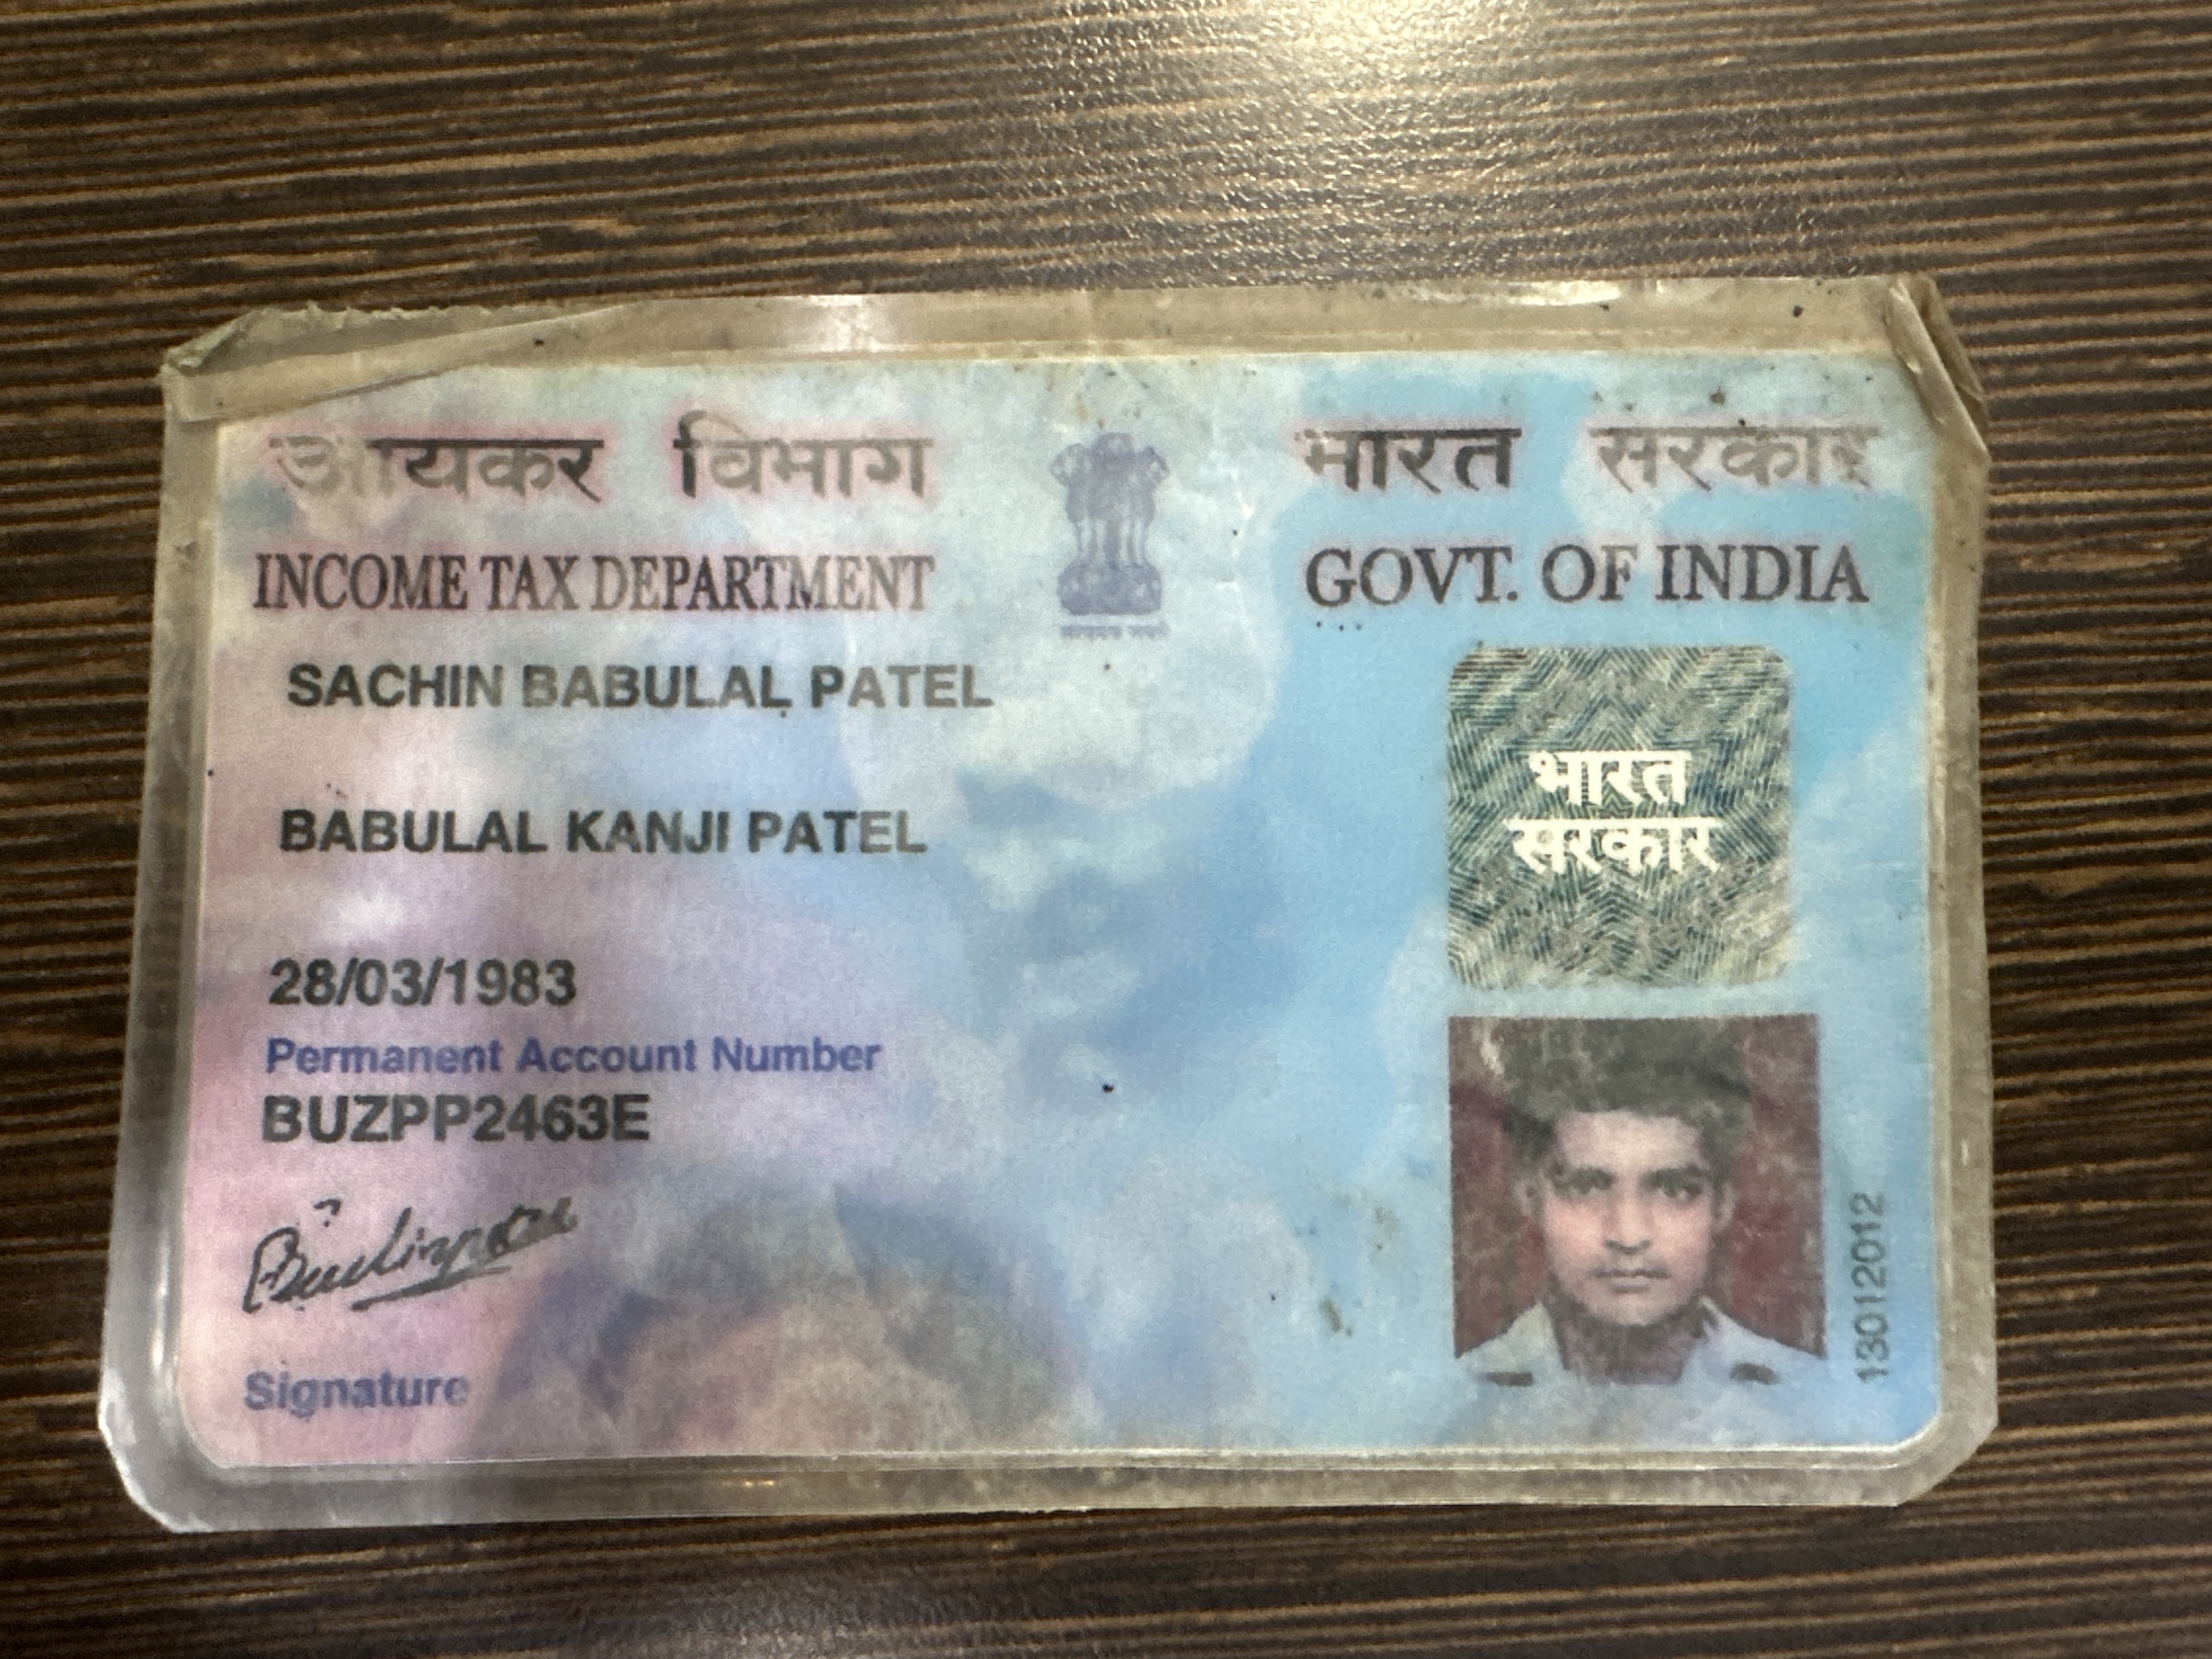 आयकर विभाग
INCOME TAX DEPARTMENT
भारत सरकार
GOVT. OF INDIA
SACHIN BABULAL PATEL
BABULAL KANJI PATEL
28/03/1983
Permanent Account Number
BUZPP2463E
Signature
भारत
सरकार
13012012